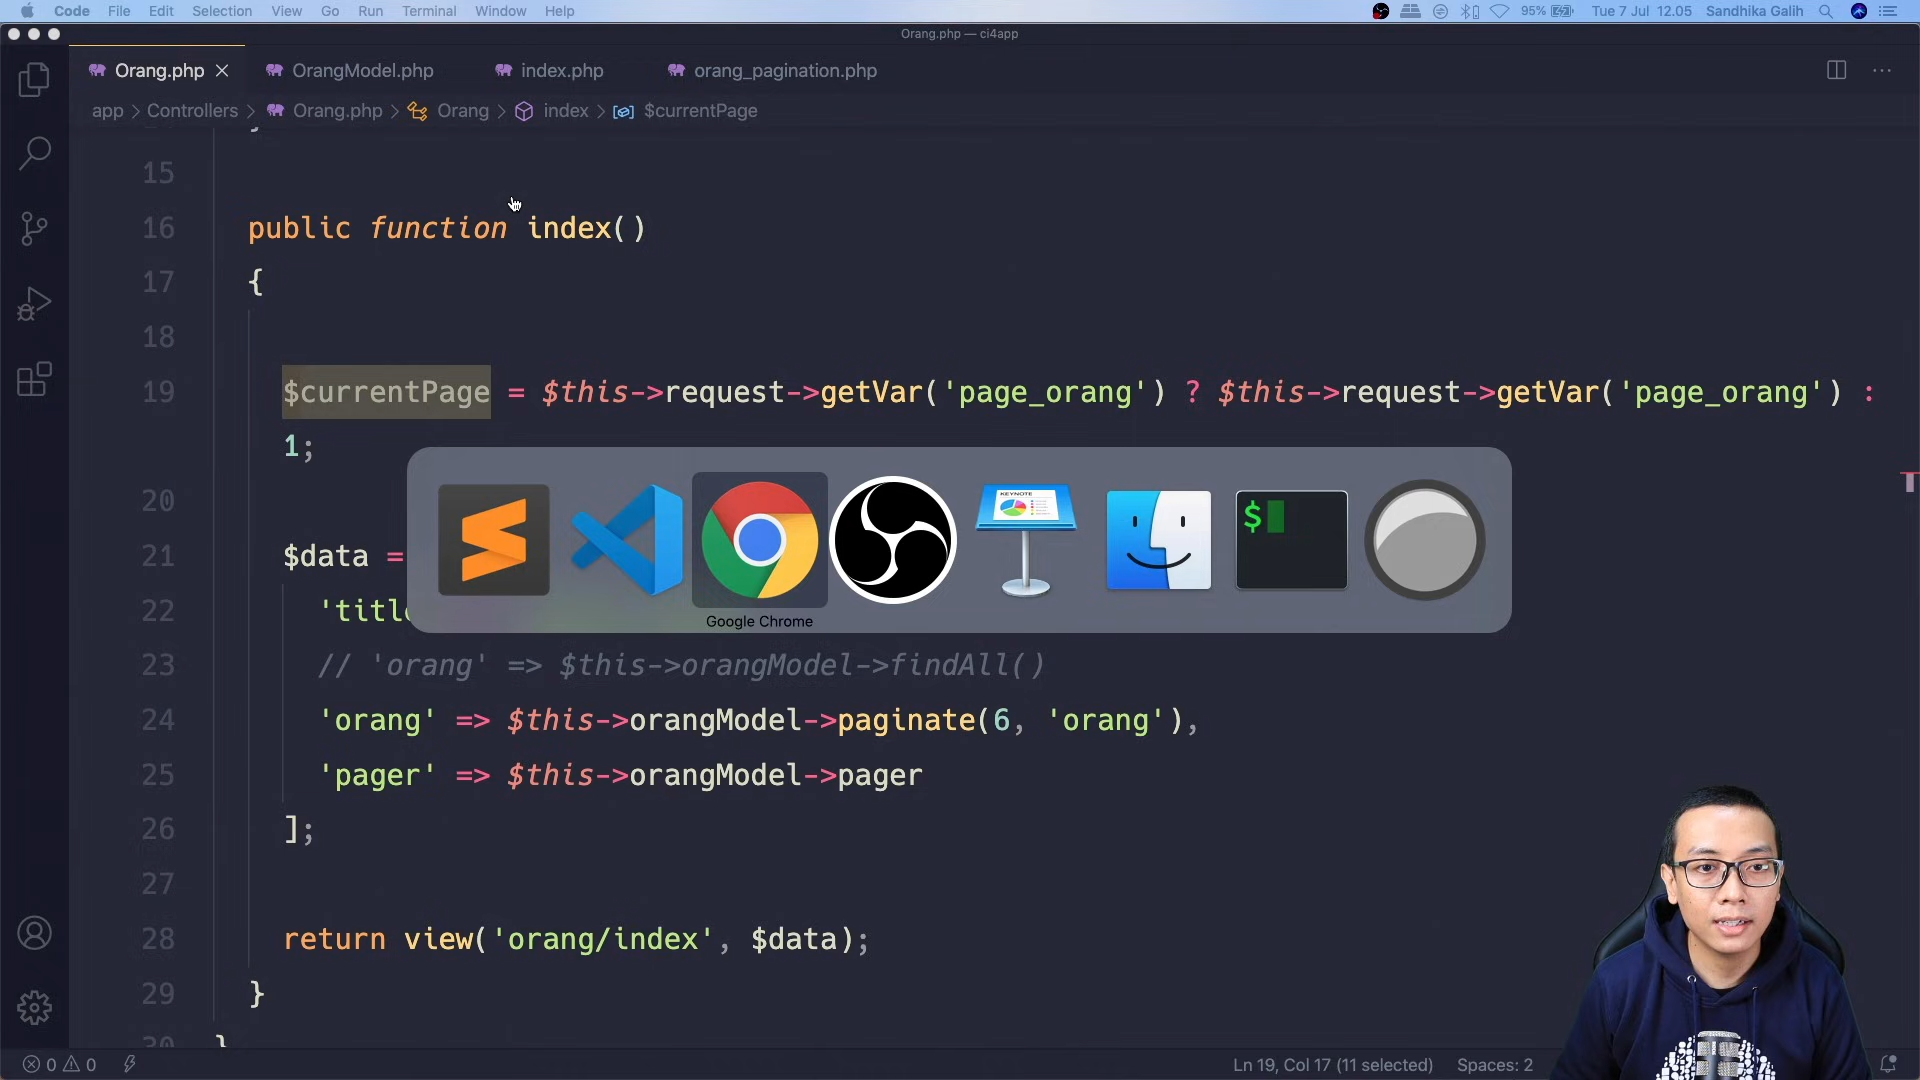 Code File Edit Selection View Go Run Terminal Window Help 95% Tue 7 Jul 12.05 Sandhika Galih
Orang.php — ci4app
Orang.php OrangModel.php index.php orang_pagination.php
app > Controllers > Orang.php > Orang > index > $currentPage
15
16 public function index()
17 {
18
19 $currentPage = $this->request->getVar('page_orang') ? $this->request->getVar('page_orang') :
1;
20
21 $data =
22 'title
23 // 'orang' => $this->orangModel->findAll()
24 'orang' => $this->orangModel->paginate(6, 'orang'),
25 'pager' => $this->orangModel->pager
26 ];
27
28 return view('orang/index', $data);
29 }
30 }
KEYNOTE
$
Google Chrome
0 0 Ln 19, Col 17 (11 selected) Spaces: 2